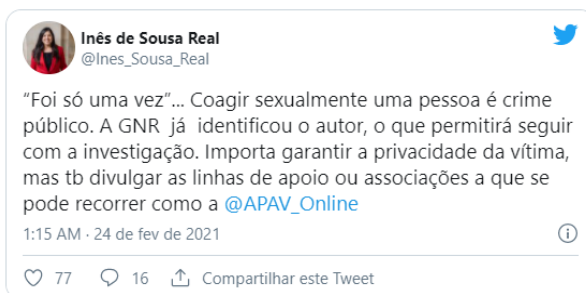 Inês de Sousa Real
@Ines_Sousa_Real
“Foi só uma vez”... Coagir sexualmente uma pessoa é crime
público. A GNR já identificou o autor, o que permitirá seguir
com a investigação. Importa garantir a privacidade da vítima,
mas tb divulgar as linhas de apoio ou associações a que se
pode recorrer como a @APAV_Online
1:15 AM · 24 de fev de 2021
77 16 Compartilhar este Tweet